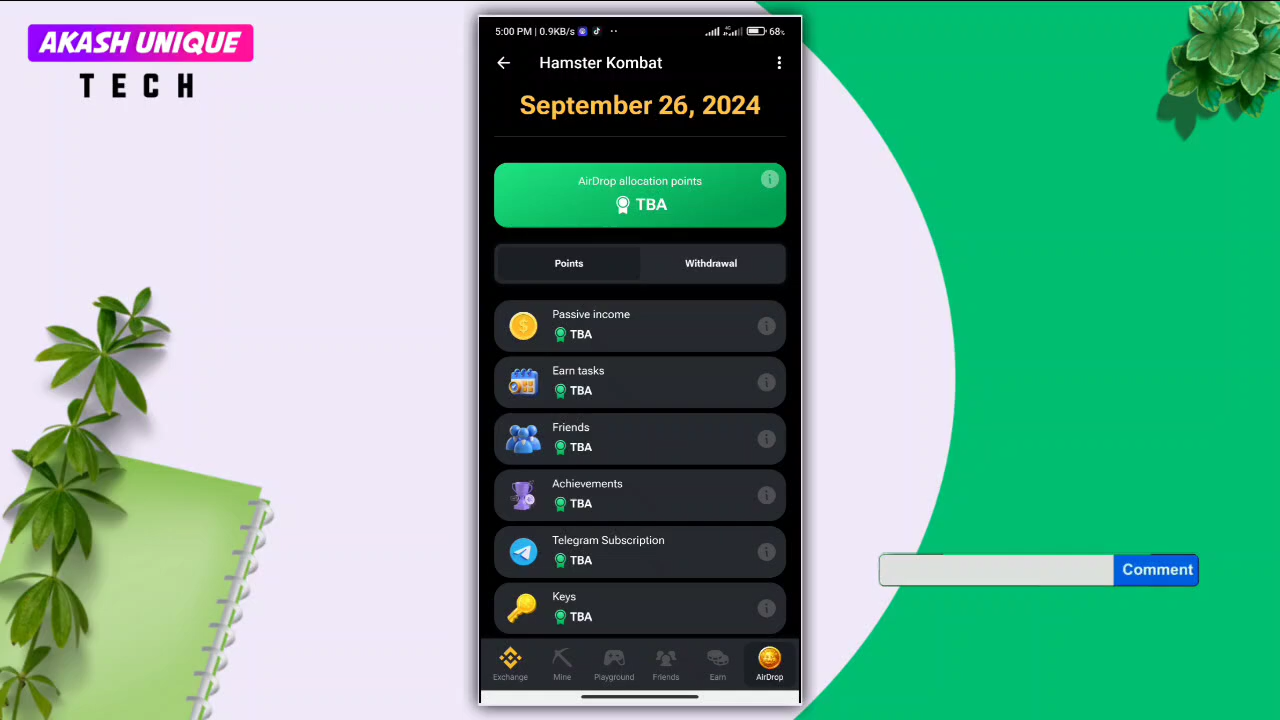 AKASH UNIQUE
TECH
5:00 PM | 0.9KB/s
4G
68%
Hamster Kombat
September 26, 2024
AirDrop allocation points
TBA
Points
Withdrawal
Passive income
TBA
Earn tasks
TBA
Friends
TBA
Achievements
TBA
Telegram Subscription
TBA
Keys
TBA
Comment
Exchange
Mine
Playground
Friends
Earn
AirDrop